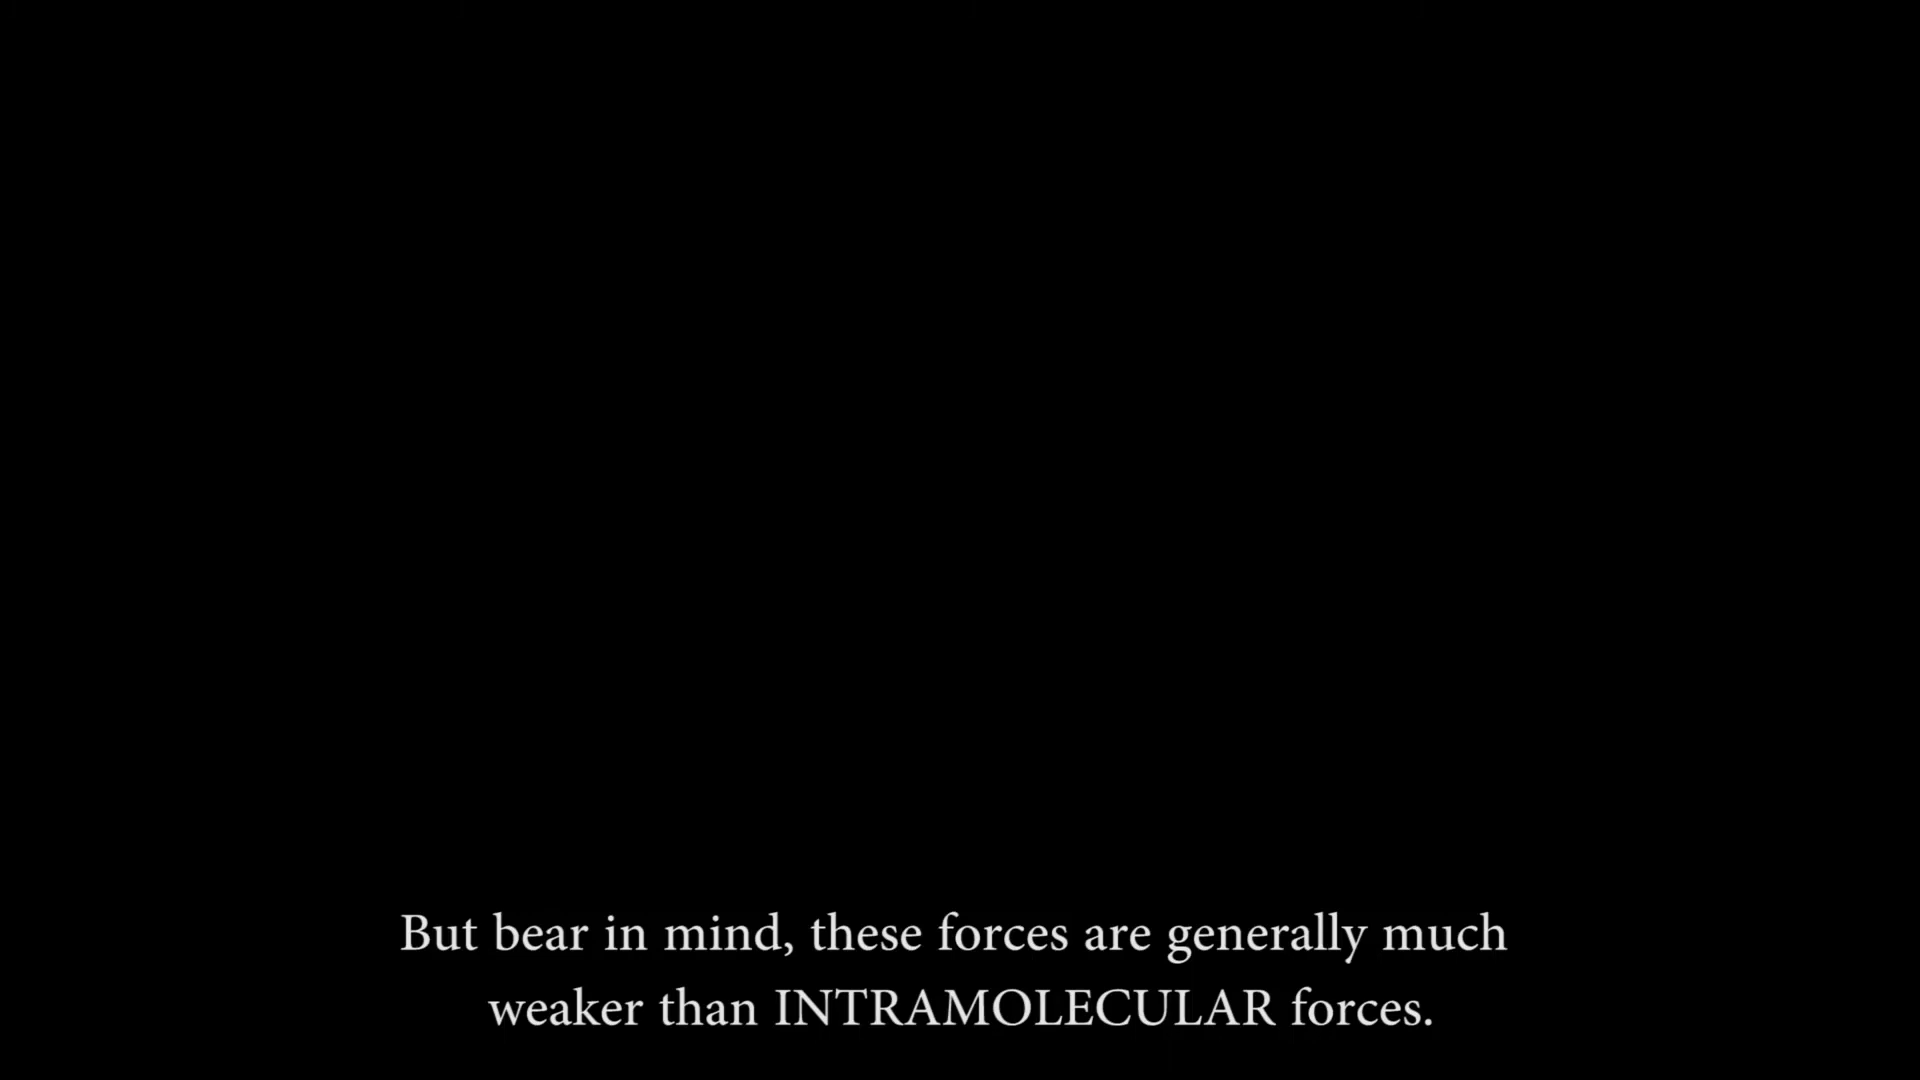 But bear in mind, these forces are generally much
weaker than INTRAMOLECULAR forces.